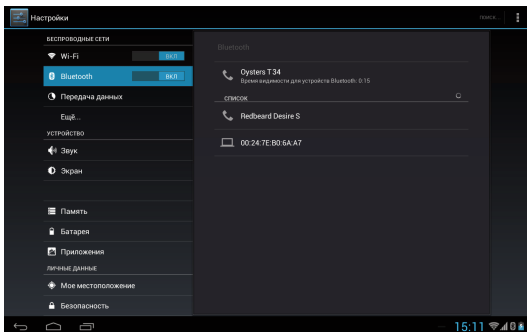 Настройки
ПОИСК...
БЕСПРОВОДНЫЕ СЕТИ
Wi-Fi
ВКЛ
Bluetooth
ВКЛ
Передача данных
Ещё...
УСТРОЙСТВО
Звук
Экран
Память
Батарея
Приложения
ЛИЧНЫЕ ДАННЫЕ
Мое местоположение
Безопасность
Bluetooth
Oysters T34
Время видимости для устройств Bluetooth: 0:15
СПИСОК
Redbeard Desire S
00:24:7E:B0:6A:A7
15:11